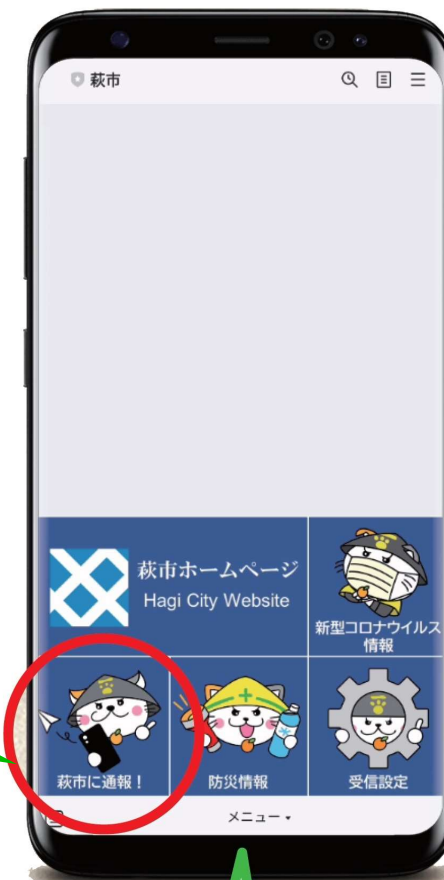 萩市
萩市ホームページ
Hagi City Website
新型コロナウイルス
情報
萩市に通報！
防災情報
受信設定
メニュー